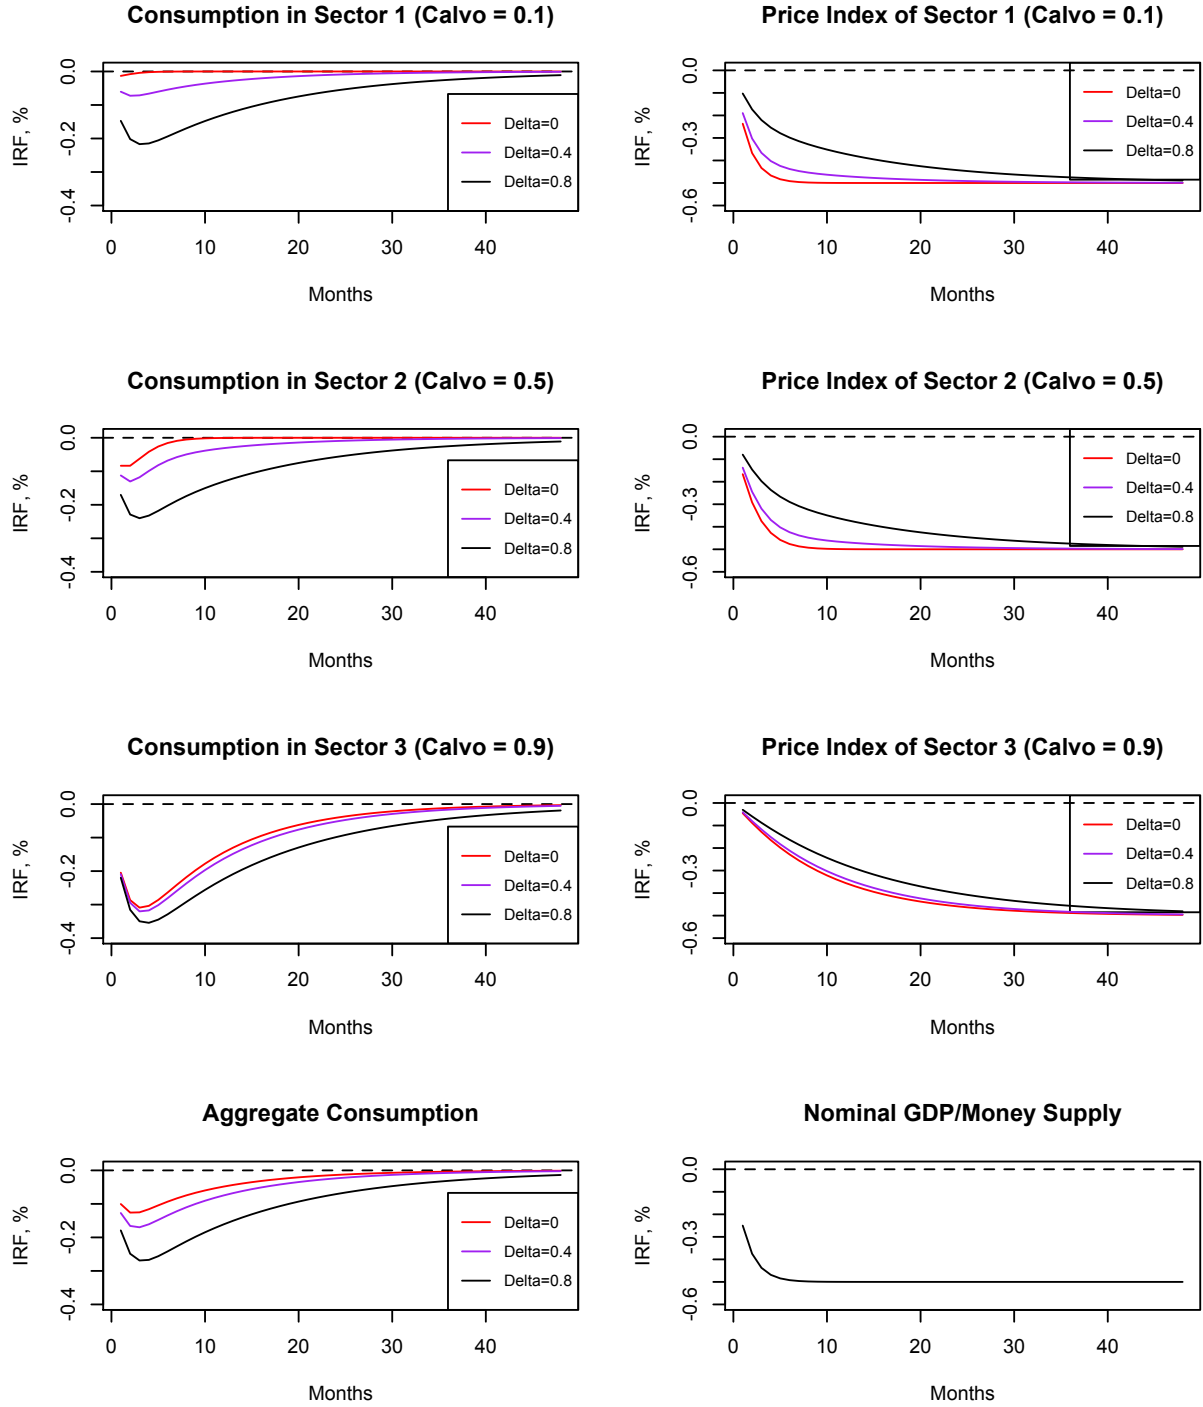 Consumption in Sector 1 (Calvo = 0.1)
IRF, %
0.0
-0.2
-0.4
Delta=0
Delta=0.4
Delta=0.8
0 10 20 30 40
Months
Price Index of Sector 1 (Calvo = 0.1)
IRF, %
0.0
-0.3
-0.6
Delta=0
Delta=0.4
Delta=0.8
0 10 20 30 40
Months
Consumption in Sector 2 (Calvo = 0.5)
IRF, %
0.0
-0.2
-0.4
Delta=0
Delta=0.4
Delta=0.8
0 10 20 30 40
Months
Price Index of Sector 2 (Calvo = 0.5)
IRF, %
0.0
-0.3
-0.6
Delta=0
Delta=0.4
Delta=0.8
0 10 20 30 40
Months
Consumption in Sector 3 (Calvo = 0.9)
IRF, %
0.0
-0.2
-0.4
Delta=0
Delta=0.4
Delta=0.8
0 10 20 30 40
Months
Price Index of Sector 3 (Calvo = 0.9)
IRF, %
0.0
-0.3
-0.6
Delta=0
Delta=0.4
Delta=0.8
0 10 20 30 40
Months
Aggregate Consumption
IRF, %
0.0
-0.2
-0.4
Delta=0
Delta=0.4
Delta=0.8
0 10 20 30 40
Months
Nominal GDP/Money Supply
IRF, %
0.0
-0.3
-0.6
0 10 20 30 40
Months